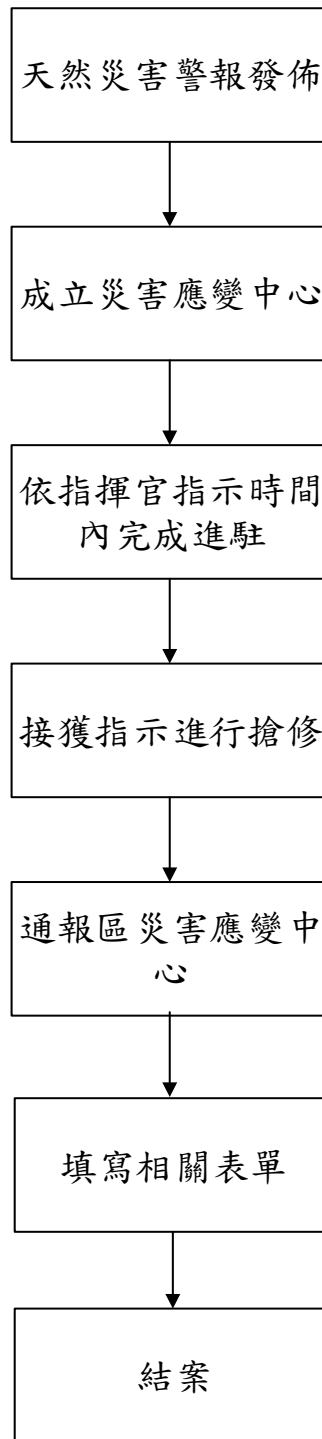 天然災害警報發佈
成立災害應變中心
依指揮官指示時間
內完成進駐
接獲指示進行搶修
通報區災害應變中
心
填寫相關表單
結案